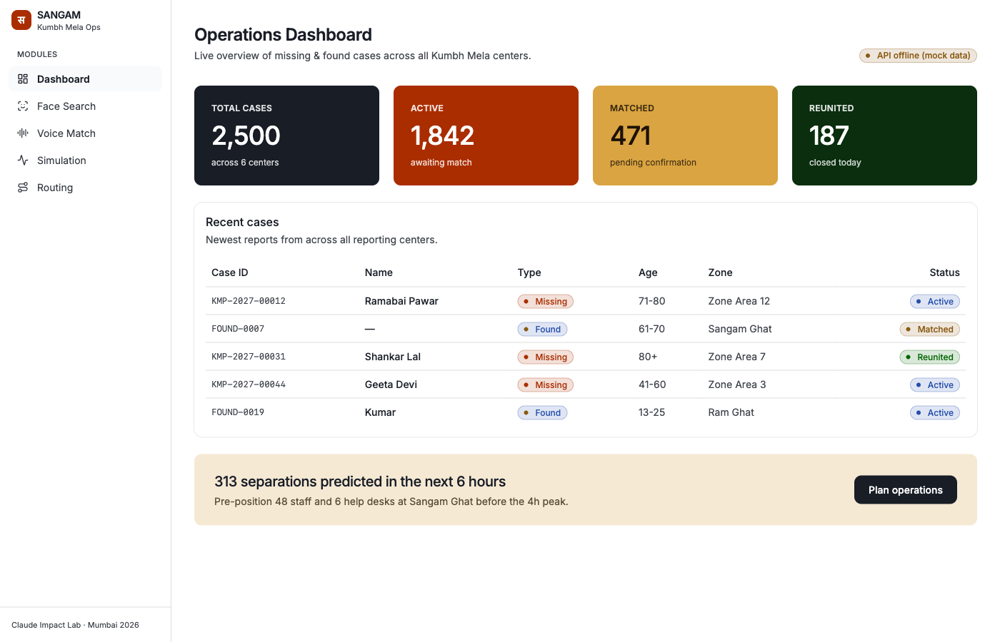 स
SANGAM
Kumbh Mela Ops
MODULES
Dashboard
Face Search
Voice Match
Simulation
Routing
Claude Impact Lab · Mumbai 2026
Operations Dashboard
Live overview of missing & found cases across all Kumbh Mela centers.
API offline (mock data)
TOTAL CASES
2,500
across 6 centers
ACTIVE
1,842
awaiting match
MATCHED
471
pending confirmation
REUNITED
187
closed today
Recent cases
Newest reports from across all reporting centers.
Case ID Name Type Age Zone Status
KMP-2027-00012 Ramabai Pawar Missing 71-80 Zone Area 12 Active
FOUND-0007 — Found 61-70 Sangam Ghat Matched
KMP-2027-00031 Shankar Lal Missing 80+ Zone Area 7 Reunited
KMP-2027-00044 Geeta Devi Missing 41-60 Zone Area 3 Active
FOUND-0019 Kumar Found 13-25 Ram Ghat Active
313 separations predicted in the next 6 hours
Pre-position 48 staff and 6 help desks at Sangam Ghat before the 4h peak.
Plan operations